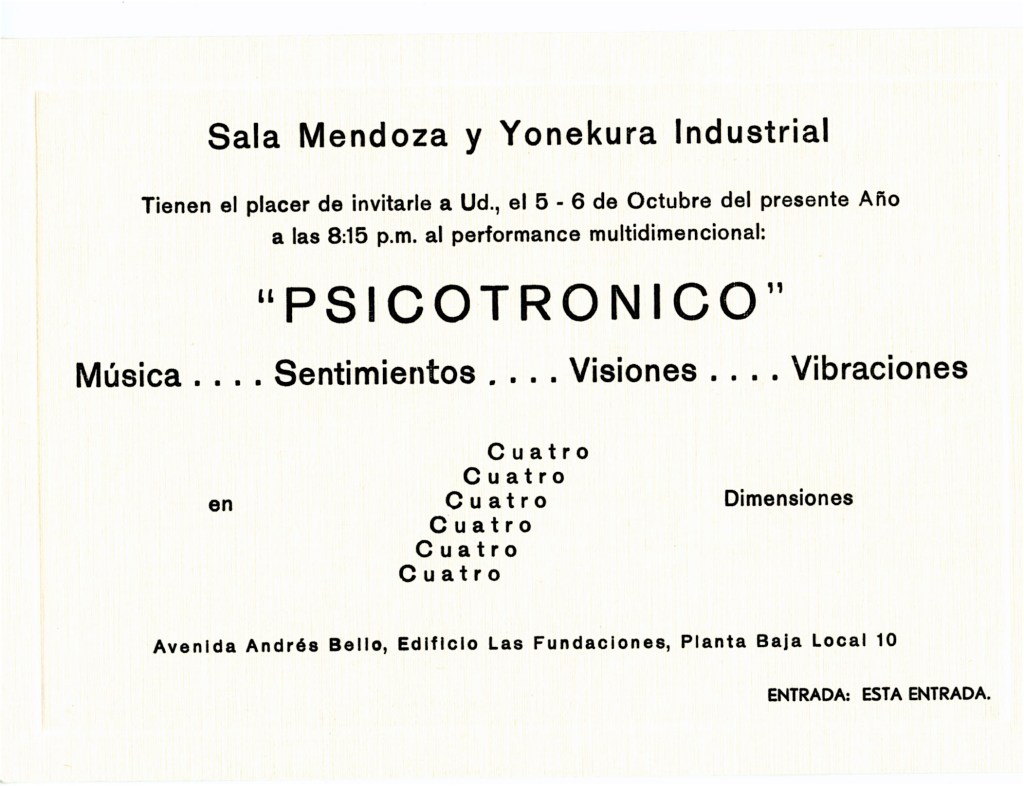 Sala Mendoza y Yonekura Industrial
Tienen el placer de invitarle a Ud., el 5 - 6 de Octubre del presente Año
a las 8:15 p.m. al performance multidimencional:
"PSICOTRONICO"
Música .... Sentimientos .... Visiones .... Vibraciones
Cuatro
Cuatro
en Cuatro Dimensiones
Cuatro
Cuatro
Cuatro
Avenida Andrés Bello, Edificio Las Fundaciones, Planta Baja Local 10
ENTRADA: ESTA ENTRADA.